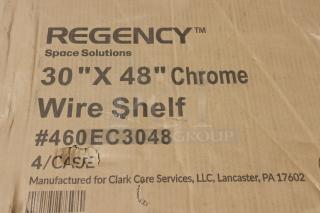 REGENCY™
Space Solutions
30"X 48" Chrome
Wire Shelf
#460EC3048
4/CASE
Manufactured for Clark Core Services, LLC, Lancaster, PA 17602